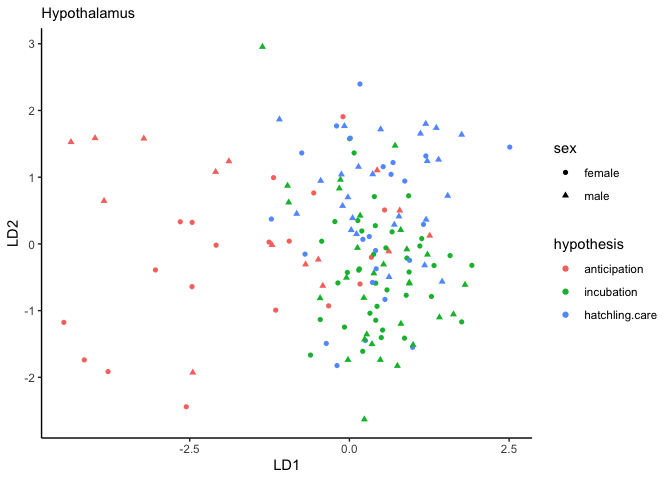 Hypothalamus
3
2
1
0
-1
-2
LD2
-2.5
0.0
2.5
LD1
sex
female
male
hypothesis
anticipation
incubation
hatchling.care